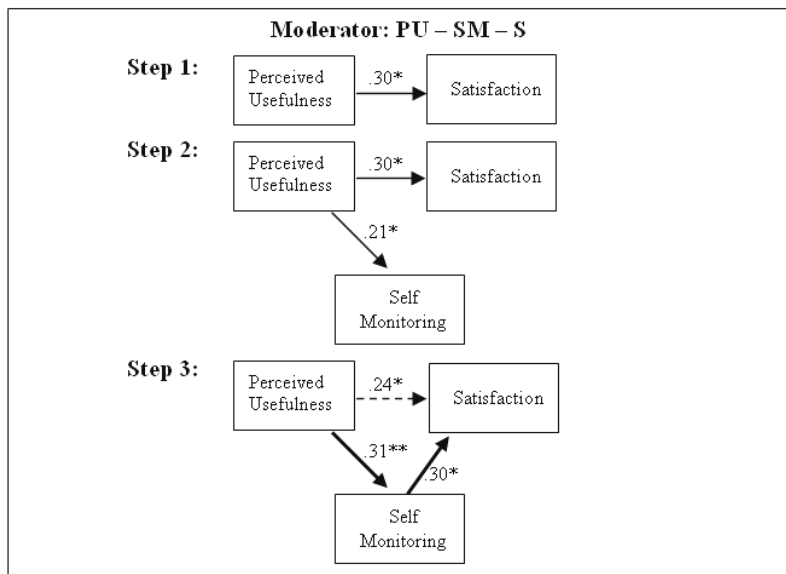 Moderator: PU – SM – S
Step 1:
Perceived
Usefulness
.30*
Satisfaction
Step 2:
Perceived
Usefulness
.30*
Satisfaction
.21*
Self
Monitoring
Step 3:
Perceived
Usefulness
.24*
Satisfaction
.31**
.30*
Self
Monitoring